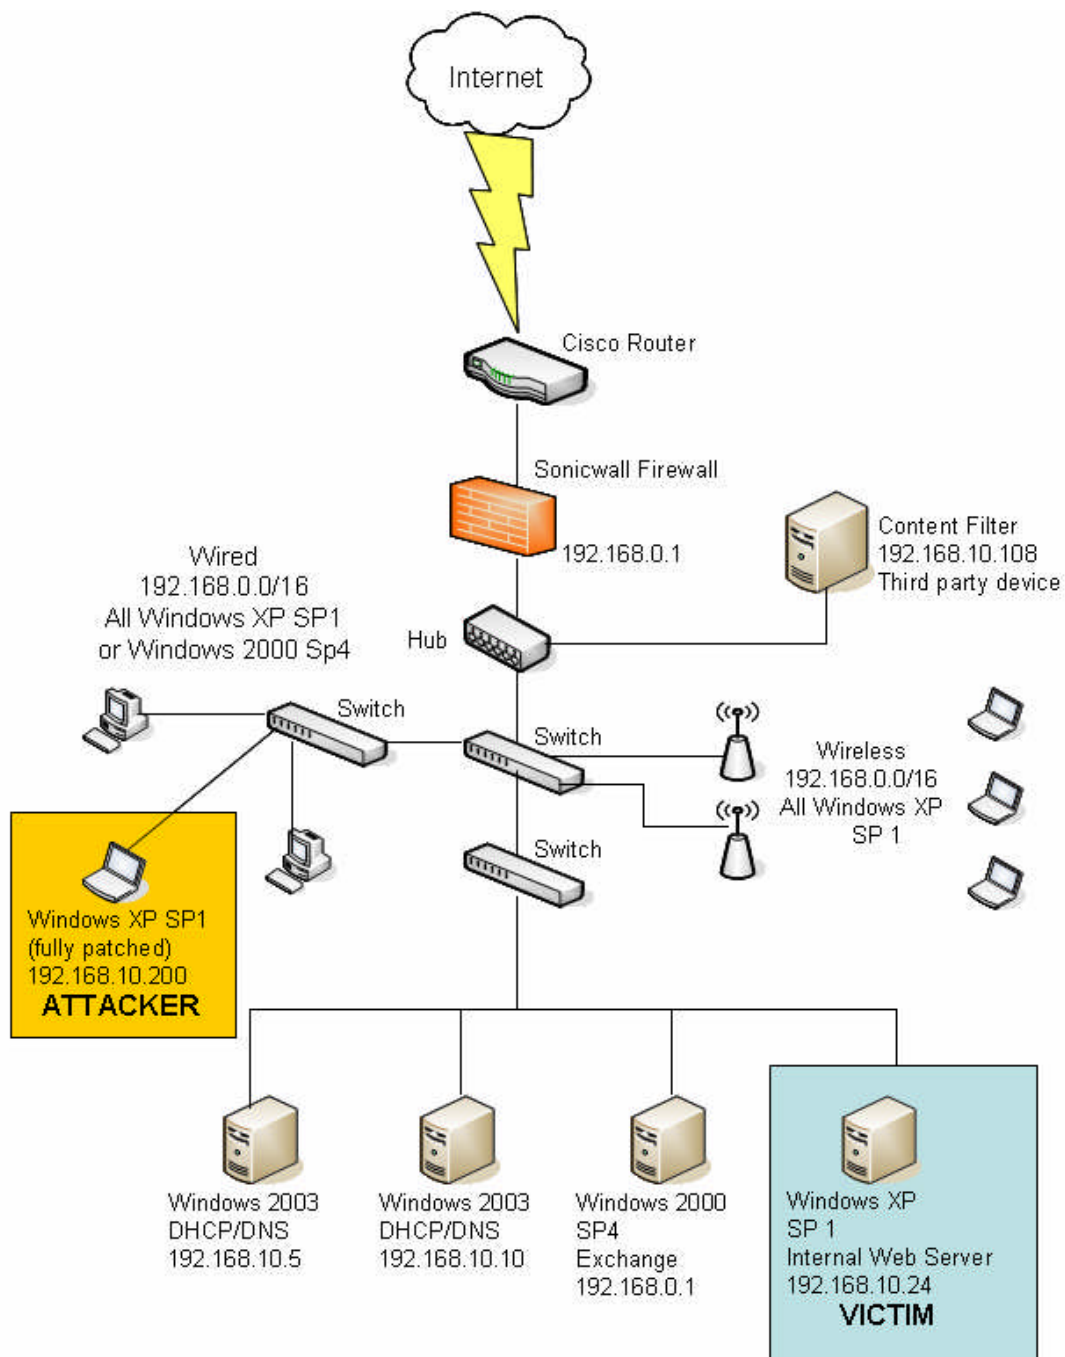 Internet
Cisco Router
Sonicwall Firewall
192.168.0.1
Content Filter
192.168.10.108
Third party device
Wired
192.168.0.0/16
All Windows XP SP1
or Windows 2000 Sp4
Hub
Switch
Switch
Wireless
192.168.0.0/16
All Windows XP
SP 1
Switch
Windows XP SP1
(fully patched)
192.168.10.200
ATTACKER
Windows 2003
DHCP/DNS
192.168.10.5
Windows 2003
DHCP/DNS
192.168.10.10
Windows 2000
SP4
Exchange
192.168.0.1
Windows XP
SP 1
Internal Web Server
192.168.10.24
VICTIM